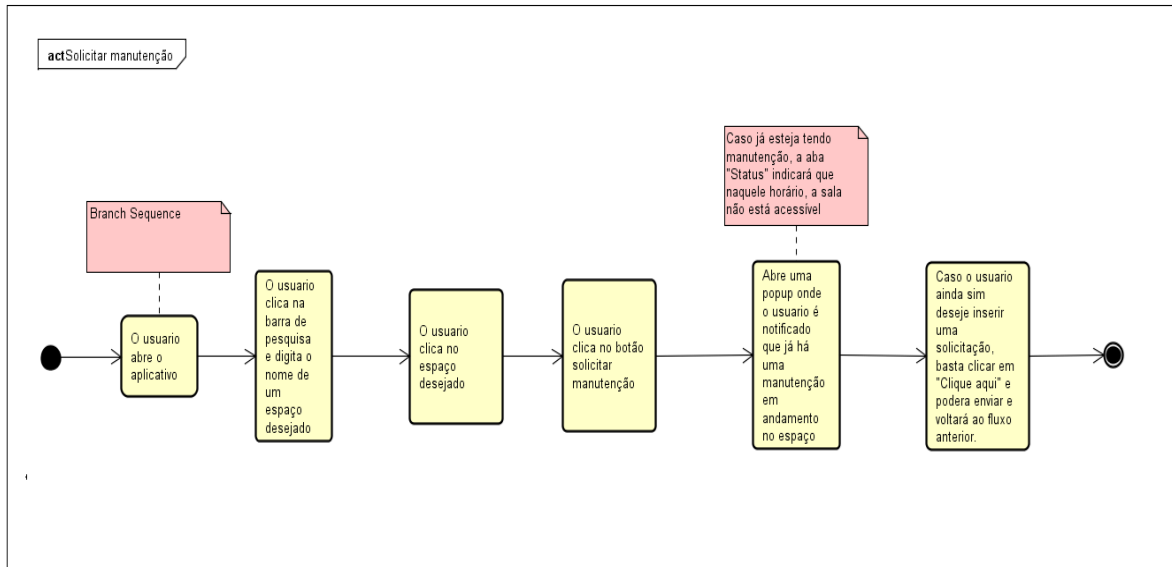 actSolicitar manutenção
Caso já esteja tendo
manutenção, a aba
"Status" indicará que
naquele horário, a sala
não está acessível
Branch Sequence
O usuario
abre o
aplicativo
O usuario
clica na
barra de
pesquisa
e digita o
nome de
um
espaço
desejado
O usuario
clica no
espaço
desejado
O usuario
clica no botão
solicitar
manutenção
Abre uma
popup onde
o usuario é
notificado
que já há
uma
manutenção
em
andamento
no espaço
Caso o usuario
ainda sim
deseje inserir
uma
solicitação,
basta clicar em
"Clique aqui" e
podera enviar e
voltará ao fluxo
anterior.